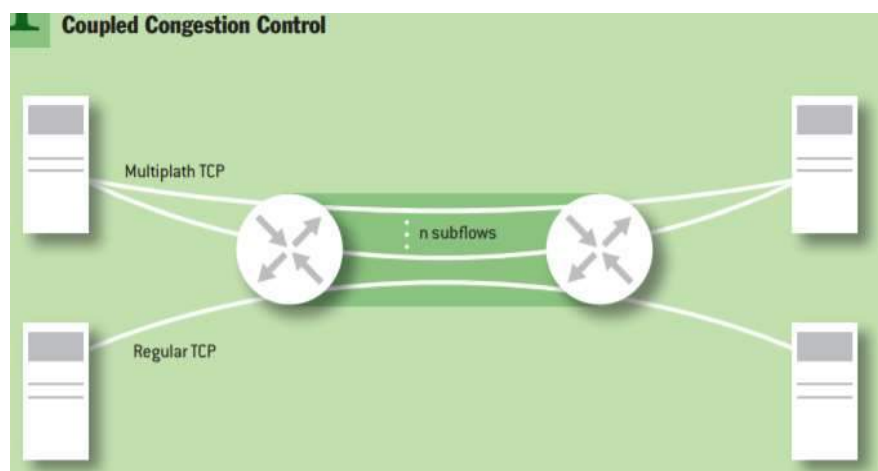 Coupled Congestion Control
Multiplath TCP
n subflows
Regular TCP